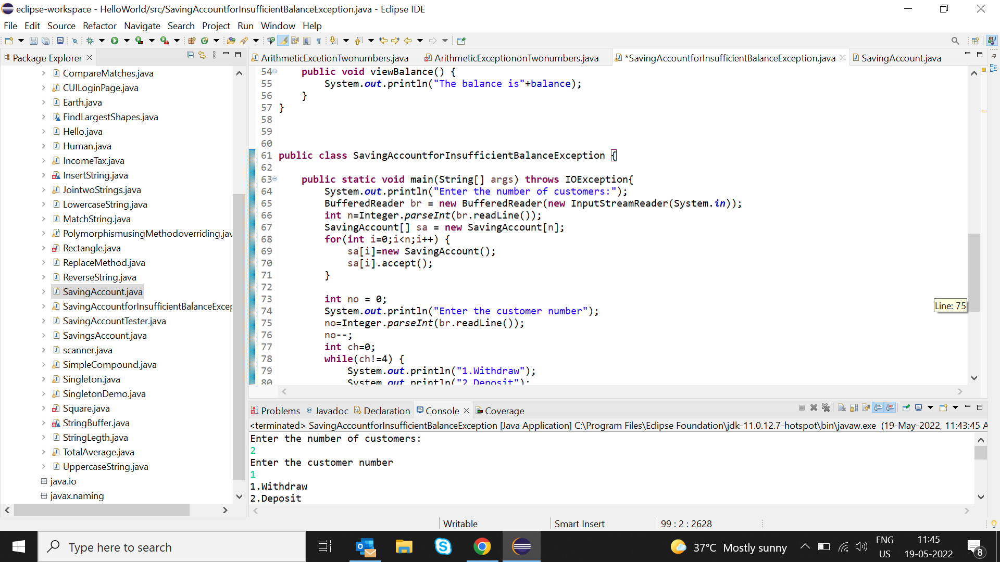 eclipse-workspace - HelloWorld/src/SavingAccountforInsufficientBalanceException.java - Eclipse IDE
File Edit Source Refactor Navigate Search Project Run Window Help
Package Explorer
CompareMatches.java
CUILoginPage.java
Earth.java
FindLargestShapes.java
Hello.java
Human.java
IncomeTax.java
InsertString.java
JointwoStrings.java
LowercaseString.java
MatchString.java
PolymorphismusingMethodoverriding.jav
Rectangle.java
ReplaceMethod.java
ReverseString.java
SavingAccount.java
SavingAccountforInsufficientBalanceExcep
SavingAccountTester.java
SavingsAccount.java
scanner.java
SimpleCompound.java
Singleton.java
SingletonDemo.java
Square.java
StringBuffer.java
StringLegth.java
TotalAverage.java
UppercaseString.java
java.io
javax.naming
ArithmeticExcetionTwonumbers.java ArithmeticExceptiononTwonumbers.java *SavingAccountforInsufficientBalanceException.java SavingAccount.java
54 public void viewBalance() {
55 System.out.println("The balance is"+balance);
56 }
57 }
58
59
60
61 public class SavingAccountforInsufficientBalanceException {
62
63 public static void main(String[] args) throws IOException{
64 System.out.println("Enter the number of customers:");
65 BufferedReader br = new BufferedReader(new InputStreamReader(System.in));
66 int n=Integer.parseInt(br.readLine());
67 SavingAccount[] sa = new SavingAccount[n];
68 for(int i=0;i<n;i++) {
69 sa[i]=new SavingAccount();
70 sa[i].accept();
71 }
72
73 int no = 0;
74 System.out.println("Enter the customer number");
75 no=Integer.parseInt(br.readLine());
76 no--;
77 int ch=0;
78 while(ch!=4) {
79 System.out.println("1.Withdraw");
80 System.out.println("2.Deposit");
Line: 75
Problems @ Javadoc Declaration Console Coverage
<terminated> SavingAccountforInsufficientBalanceException [Java Application] C:\Program Files\Eclipse Foundation\jdk-11.0.12.7-hotspot\bin\javaw.exe (19-May-2022, 11:43:45 A
Enter the number of customers:
2
Enter the customer number
1
1.Withdraw
2.Deposit
Writable Smart Insert 99 : 2 : 2628
Type here to search
37°C Mostly sunny
ENG
US
11:45
19-05-2022
8